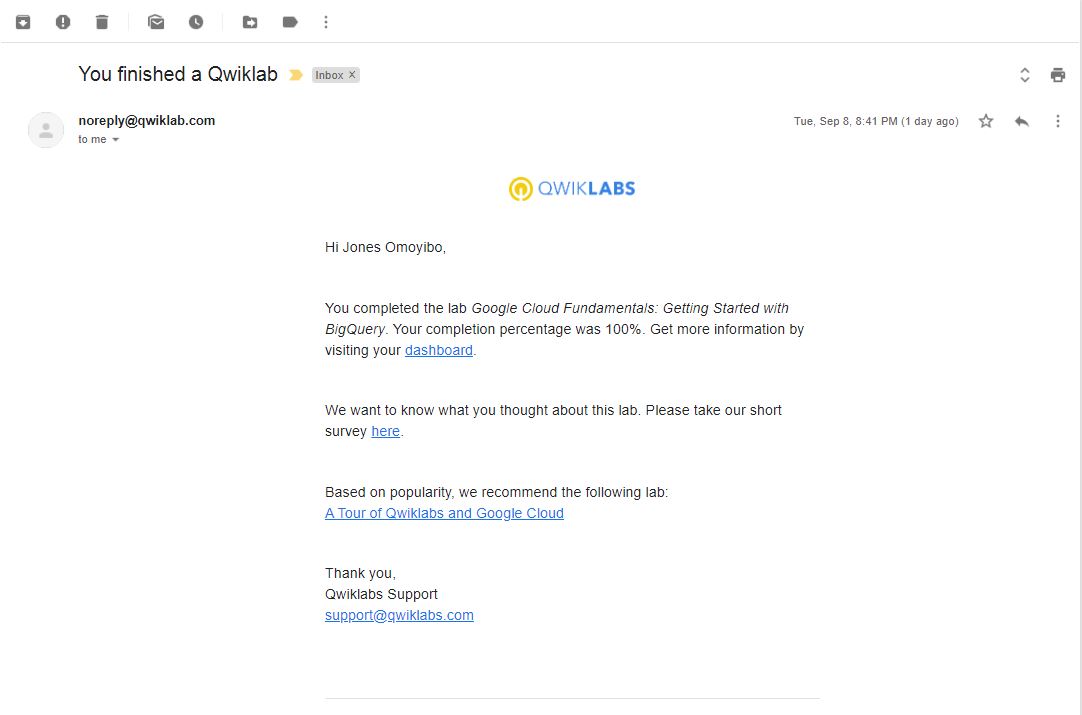 You finished a Qwiklab
Inbox x
noreply@qwiklab.com
Tue, Sep 8, 8:41 PM (1 day ago)
to me
QWIKLABS
Hi Jones Omoyibo,
You completed the lab Google Cloud Fundamentals: Getting Started with
BigQuery. Your completion percentage was 100%. Get more information by
visiting your dashboard.
We want to know what you thought about this lab. Please take our short
survey here.
Based on popularity, we recommend the following lab:
A Tour of Qwiklabs and Google Cloud
Thank you,
Qwiklabs Support
support@qwiklabs.com